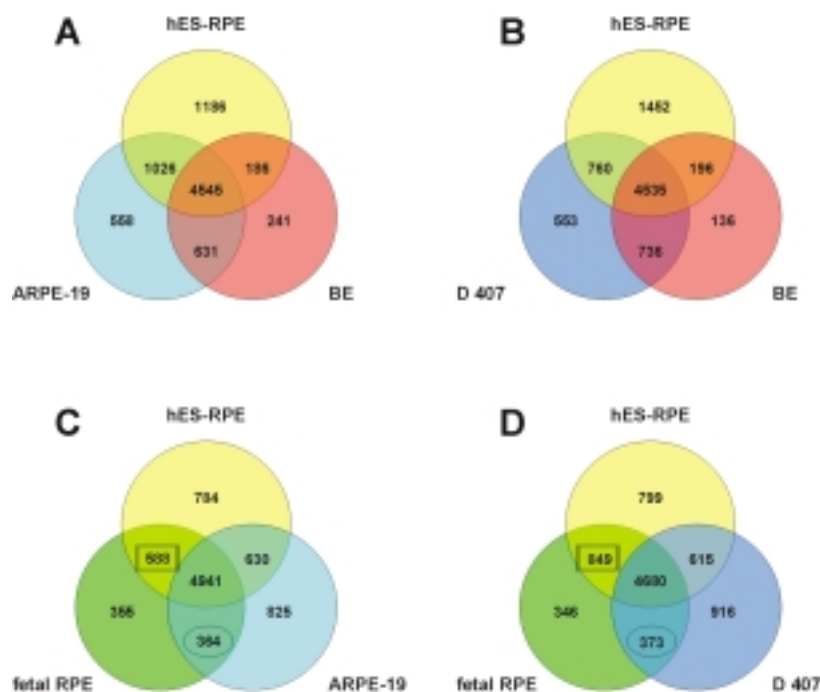 A
hES-RPE
1186
1026
186
4545
558
241
631
ARPE-19
BE
B
hES-RPE
1452
760
196
4535
553
136
736
D 407
BE
C
hES-RPE
784
588
630
4941
355
825
364
fetal RPE
ARPE-19
D
hES-RPE
799
849
615
4680
346
916
373
fetal RPE
D 407